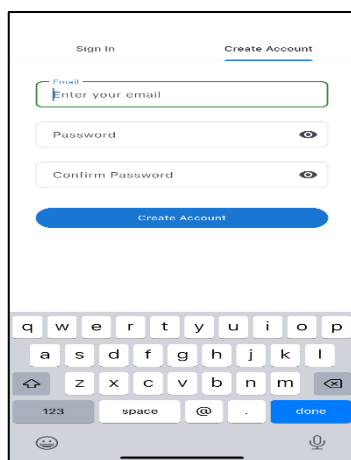 Sign In Create Account
Email
Enter your email
Password
Confirm Password
Create Account
q w e r t y u i o p
a s d f g h j k l
z x c v b n m
123 space @ . done